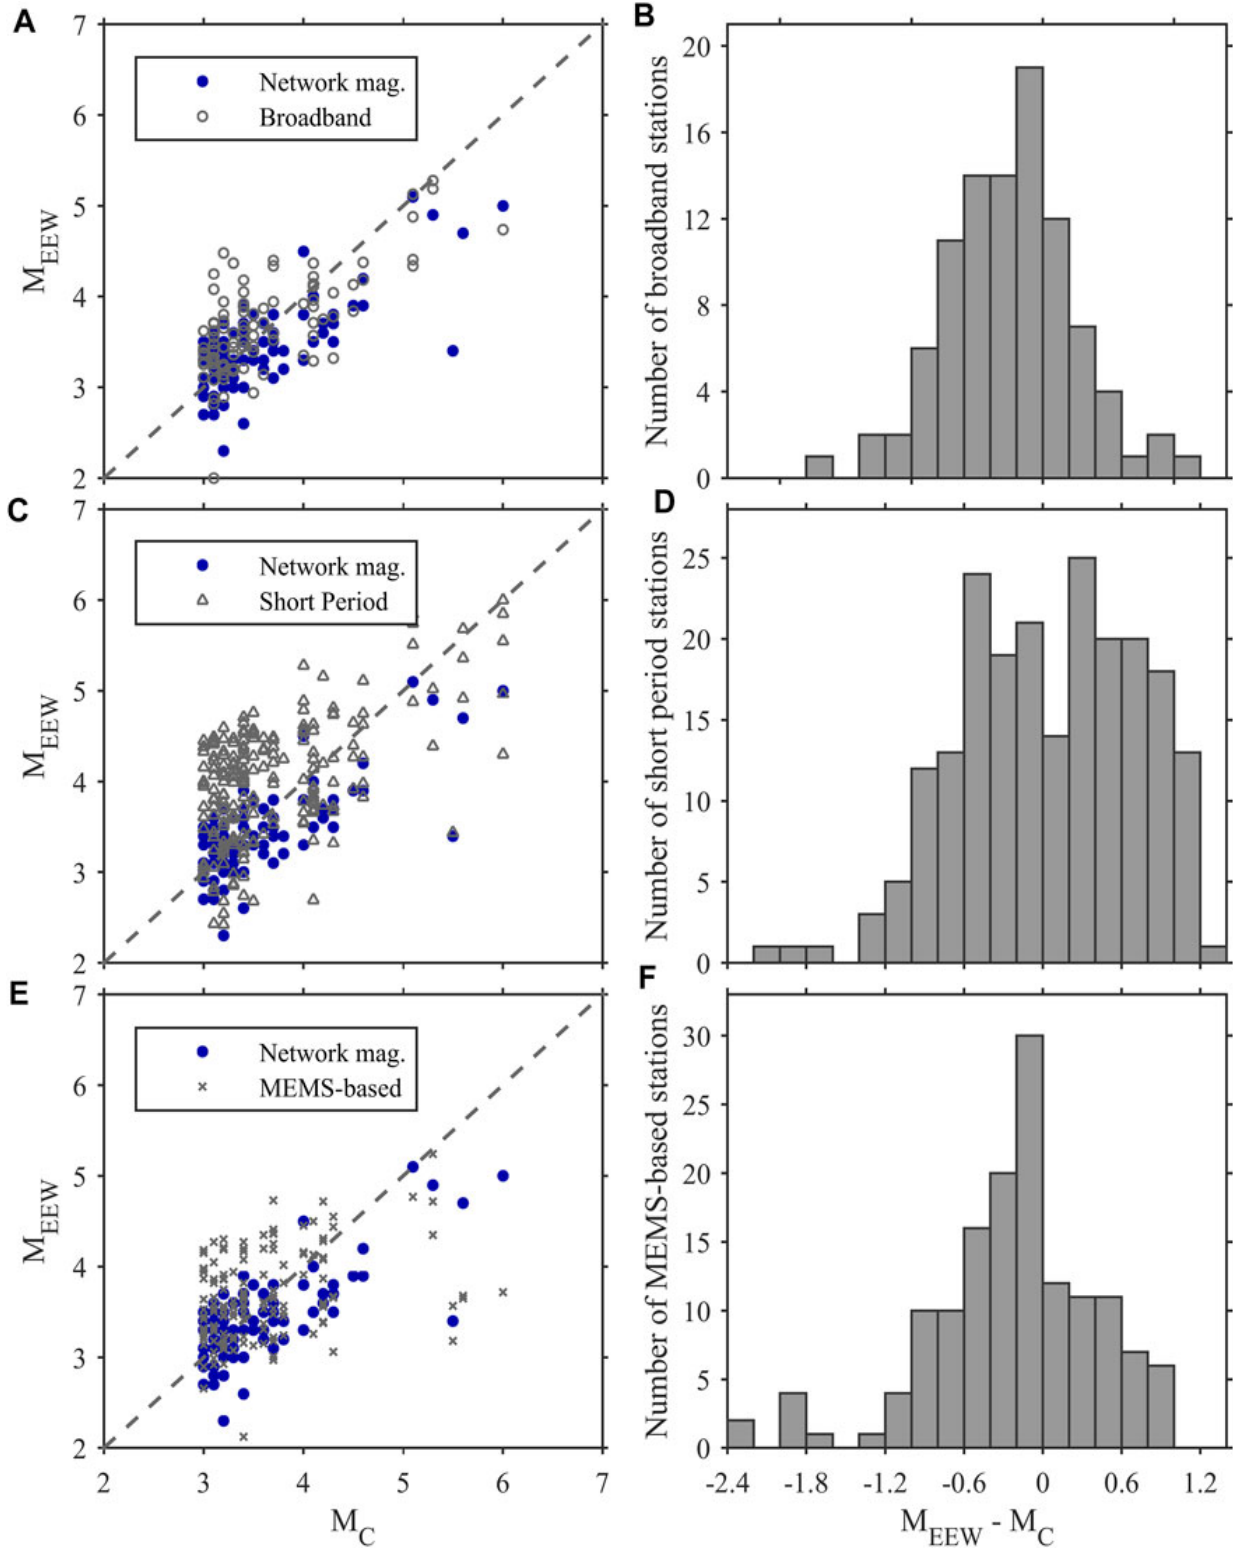 A
7
6
5
4
3
2
M_EEW
Network mag.
Broadband
B
20
16
12
8
4
0
Number of broadband stations
C
7
6
5
4
3
2
M_EEW
Network mag.
Short Period
D
25
20
15
10
5
0
Number of short period stations
E
7
6
5
4
3
2
M_EEW
Network mag.
MEMS-based
2 3 4 5 6 7
M_C
F
30
25
20
15
10
5
0
Number of MEMS-based stations
-2.4 -1.8 -1.2 -0.6 0 0.6 1.2
M_EEW - M_C